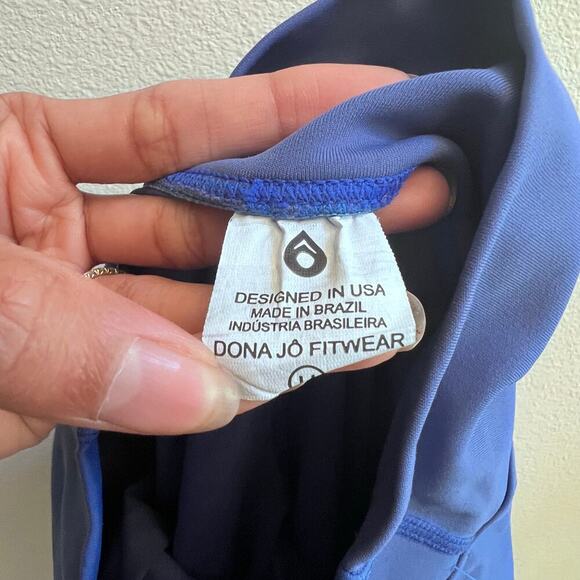 DESIGNED IN USA
MADE IN BRAZIL
INDÚSTRIA BRASILEIRA
DONA JÔ FITWEAR